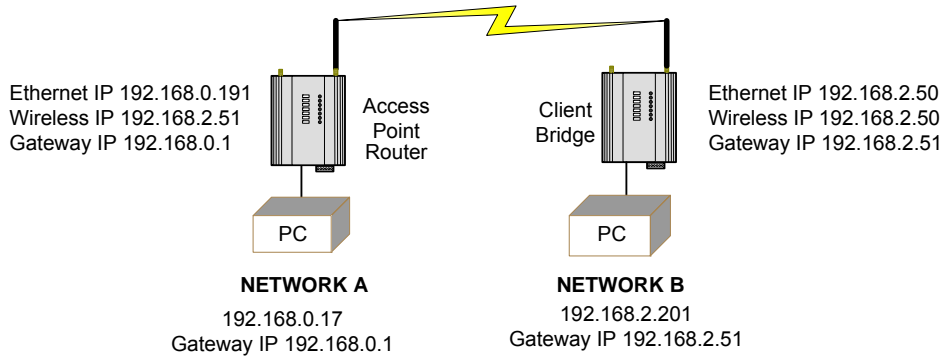 Ethernet IP 192.168.0.191
Wireless IP 192.168.2.51
Gateway IP 192.168.0.1
Access
Point
Router
Client
Bridge
Ethernet IP 192.168.2.50
Wireless IP 192.168.2.50
Gateway IP 192.168.2.51
PC
PC
NETWORK A
192.168.0.17
Gateway IP 192.168.0.1
NETWORK B
192.168.2.201
Gateway IP 192.168.2.51